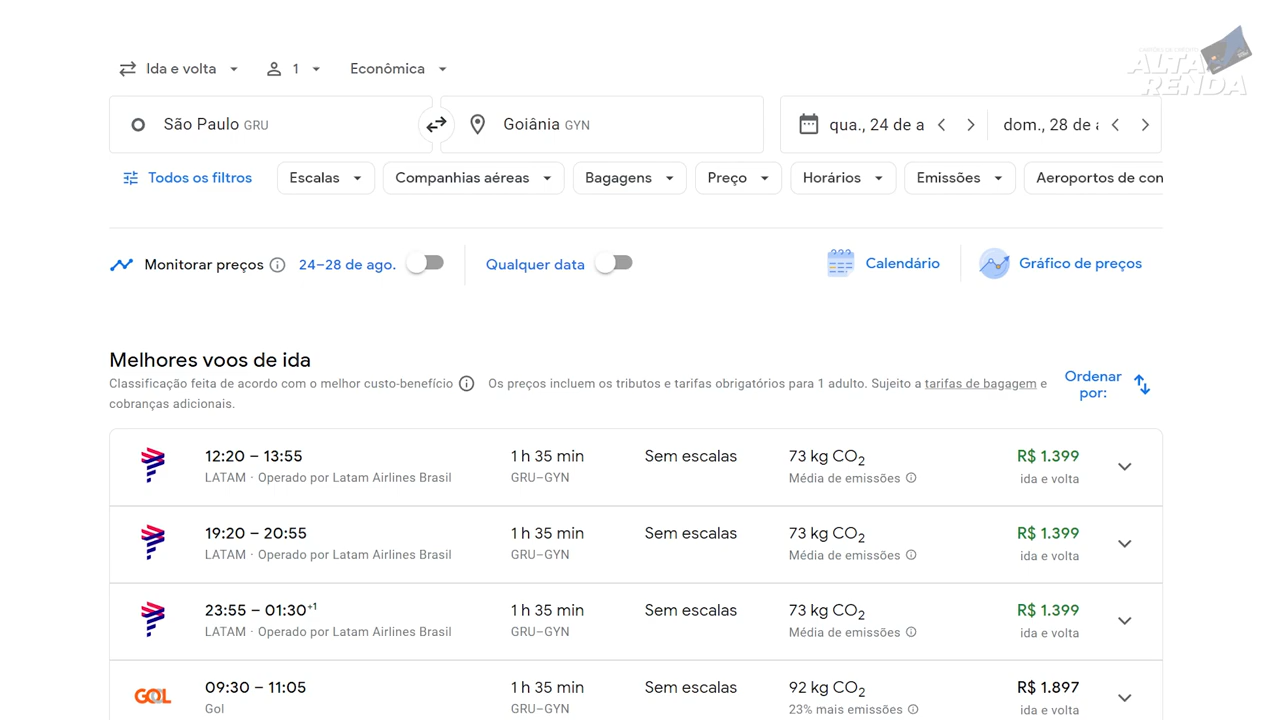 ALTA
RENDA
Ida e volta 1 Econômica
São Paulo GRU Goiânia GYN qua., 24 de a dom., 28 de a
Todos os filtros Escalas Companhias aéreas Bagagens Preço Horários Emissões Aeroportos de con
Monitorar preços 24–28 de ago. Qualquer data Calendário Gráfico de preços
Melhores voos de ida
Classificação feita de acordo com o melhor custo-benefício Os preços incluem os tributos e tarifas obrigatórios para 1 adulto. Sujeito a tarifas de bagagem e
cobranças adicionais.
Ordenar
por:
12:20 – 13:55 1 h 35 min Sem escalas 73 kg CO2 R$ 1.399
LATAM · Operado por Latam Airlines Brasil GRU–GYN Média de emissões ida e volta
19:20 – 20:55 1 h 35 min Sem escalas 73 kg CO2 R$ 1.399
LATAM · Operado por Latam Airlines Brasil GRU–GYN Média de emissões ida e volta
23:55 – 01:30+1 1 h 35 min Sem escalas 73 kg CO2 R$ 1.399
LATAM · Operado por Latam Airlines Brasil GRU–GYN Média de emissões ida e volta
GOL 09:30 – 11:05 1 h 35 min Sem escalas 92 kg CO2 R$ 1.897
Gol GRU–GYN 23% mais emissões ida e volta